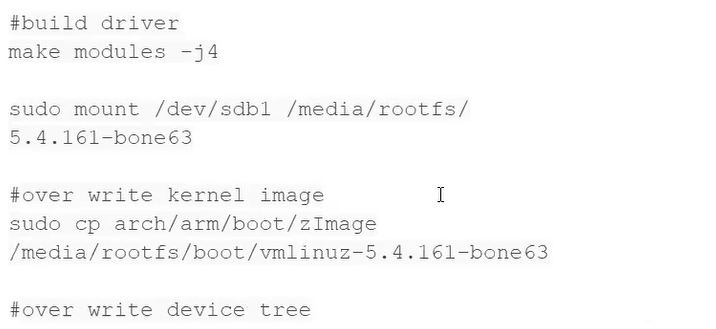 #build driver
make modules -j4
sudo mount /dev/sdb1 /media/rootfs/
5.4.161-bone63
#over write kernel image
sudo cp arch/arm/boot/zImage
/media/rootfs/boot/vmlinuz-5.4.161-bone63
#over write device tree